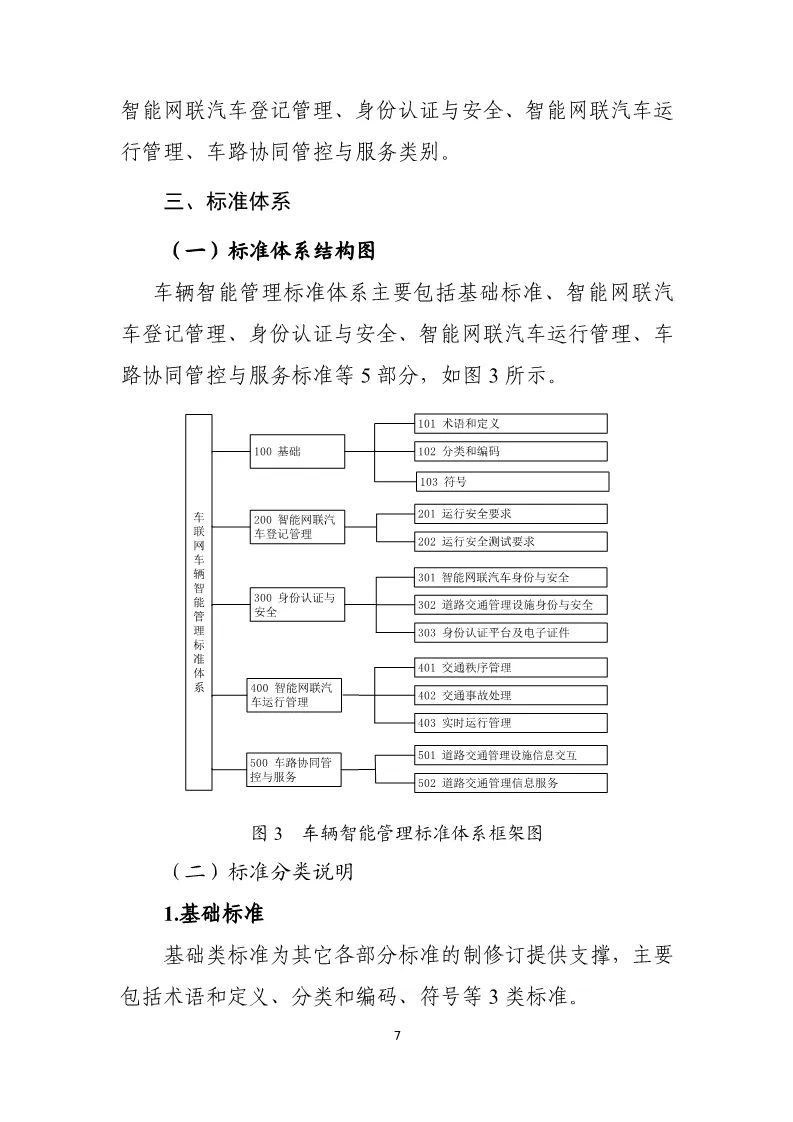 智能网联汽车登记管理、身份认证与安全、智能网联汽车运
行管理、车路协同管控与服务类别。
三、标准体系
（一）标准体系结构图
车辆智能管理标准体系主要包括基础标准、智能网联汽
车登记管理、身份认证与安全、智能网联汽车运行管理、车
路协同管控与服务标准等 5 部分，如图 3 所示。
车联网车辆智能管理标准体系
100 基础
101 术语和定义
102 分类和编码
103 符号
200 智能网联汽
车登记管理
201 运行安全要求
202 运行安全测试要求
300 身份认证与
安全
301 智能网联汽车身份与安全
302 道路交通管理设施身份与安全
303 身份认证平台及电子证件
400 智能网联汽
车运行管理
401 交通秩序管理
402 交通事故处理
403 实时运行管理
500 车路协同管
控与服务
501 道路交通管理设施信息交互
502 道路交通管理信息服务
图 3 车辆智能管理标准体系框架图
（二）标准分类说明
1.基础标准
基础类标准为其它各部分标准的制修订提供支撑，主要
包括术语和定义、分类和编码、符号等 3 类标准。
7